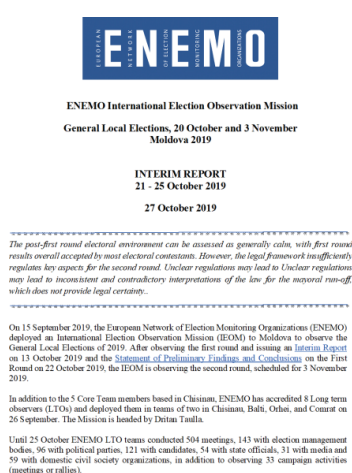 EUROPEAN
NETWORK
OF ELECTION
MONITORING
ORGANIZATIONS
ENEMO
ENEMO International Election Observation Mission
General Local Elections, 20 October and 3 November
Moldova 2019
INTERIM REPORT
21 - 25 October 2019
27 October 2019
The post-first round electoral environment can be assessed as generally calm, with first round
results overall accepted by most electoral contestants. However, the legal framework insufficiently
regulates key aspects for the second round. Unclear regulations may lead to Unclear regulations
may lead to inconsistent and contradictory interpretations of the law for the mayoral run-off,
which does not provide legal certainty..
On 15 September 2019, the European Network of Election Monitoring Organizations (ENEMO)
deployed an International Election Observation Mission (IEOM) to Moldova to observe the
General Local Elections of 2019. After observing the first round and issuing an Interim Report
on 13 October 2019 and the Statement of Preliminary Findings and Conclusions on the First
Round on 22 October 2019, the IEOM is observing the second round, scheduled for 3 November
2019.
In addition to the 5 Core Team members based in Chisinau, ENEMO has accredited 8 Long term
observers (LTOs) and deployed them in teams of two in Chisinau, Balti, Orhei, and Comrat on
26 September. The Mission is headed by Dritan Taulla.
Until 25 October ENEMO LTO teams conducted 504 meetings, 143 with election management
bodies, 96 with political parties, 121 with candidates, 54 with state officials, 31 with media and
59 with domestic civil society organizations, in addition to observing 33 campaign activities
(meetings or rallies).